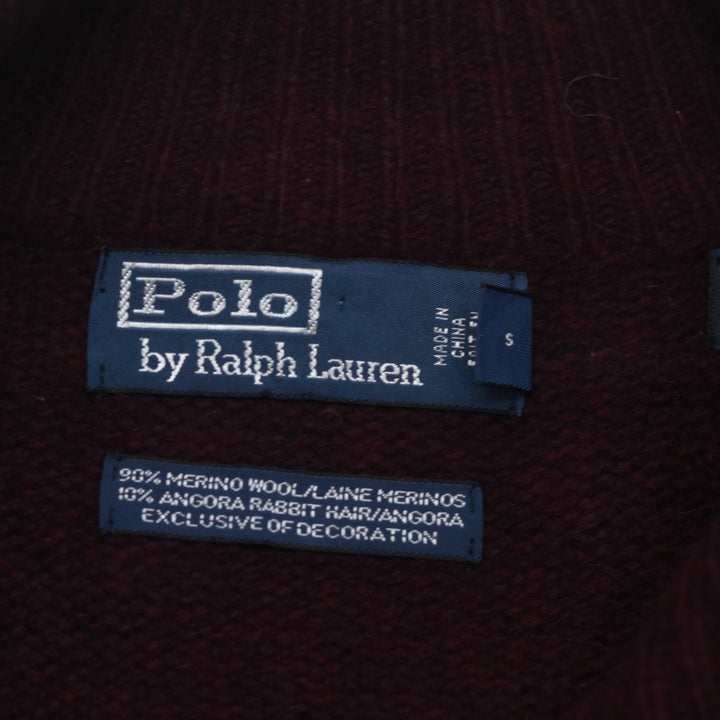 Polo
by Ralph Lauren
MADE IN
CHINA
S
90% MERINO WOOL/LAINE MERINOS
10% ANGORA RABBIT HAIR/ANGORA
EXCLUSIVE OF DECORATION